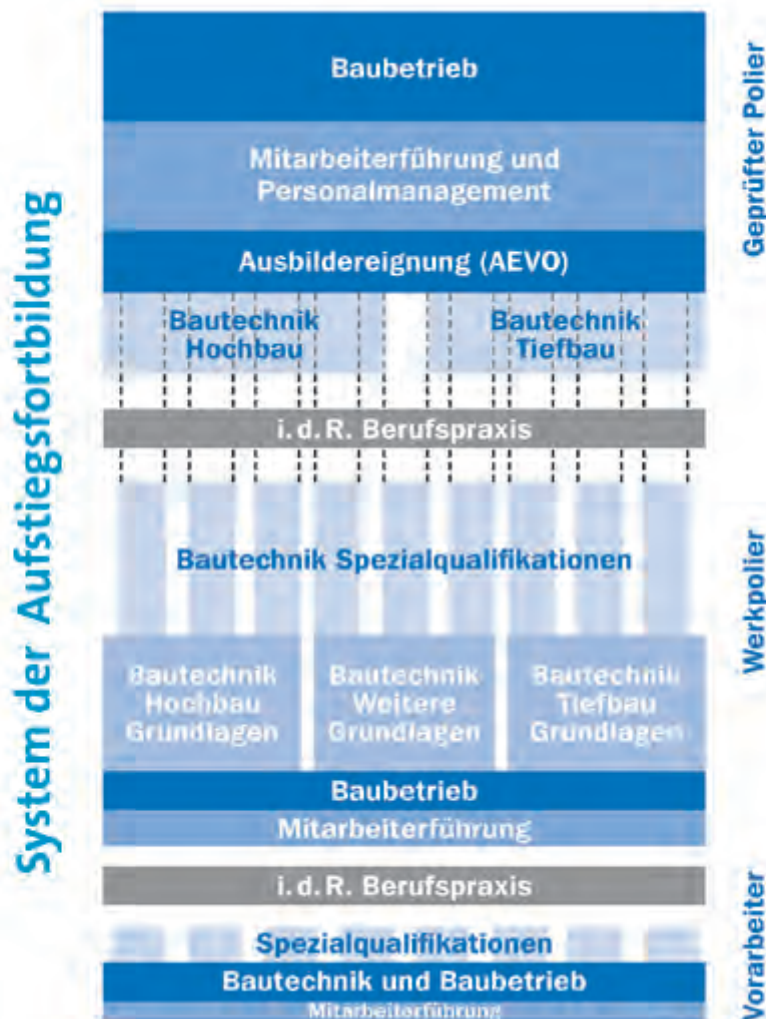 System der Aufstiegsfortbildung
Baubetrieb
Mitarbeiterführung und
Personalmanagement
Ausbildereignung (AEVO)
Bautechnik
Hochbau
Bautechnik
Tiefbau
Geprüfter Polier
i.d.R. Berufspraxis
Bautechnik Spezialqualifikationen
Bautechnik
Hochbau
Grundlagen
Bautechnik
Weitere
Grundlagen
Bautechnik
Tiefbau
Grundlagen
Baubetrieb
Mitarbeiterführung
Werkpolier
i.d.R. Berufspraxis
Spezialqualifikationen
Bautechnik und Baubetrieb
Mitarbeiterführung
Vorarbeiter